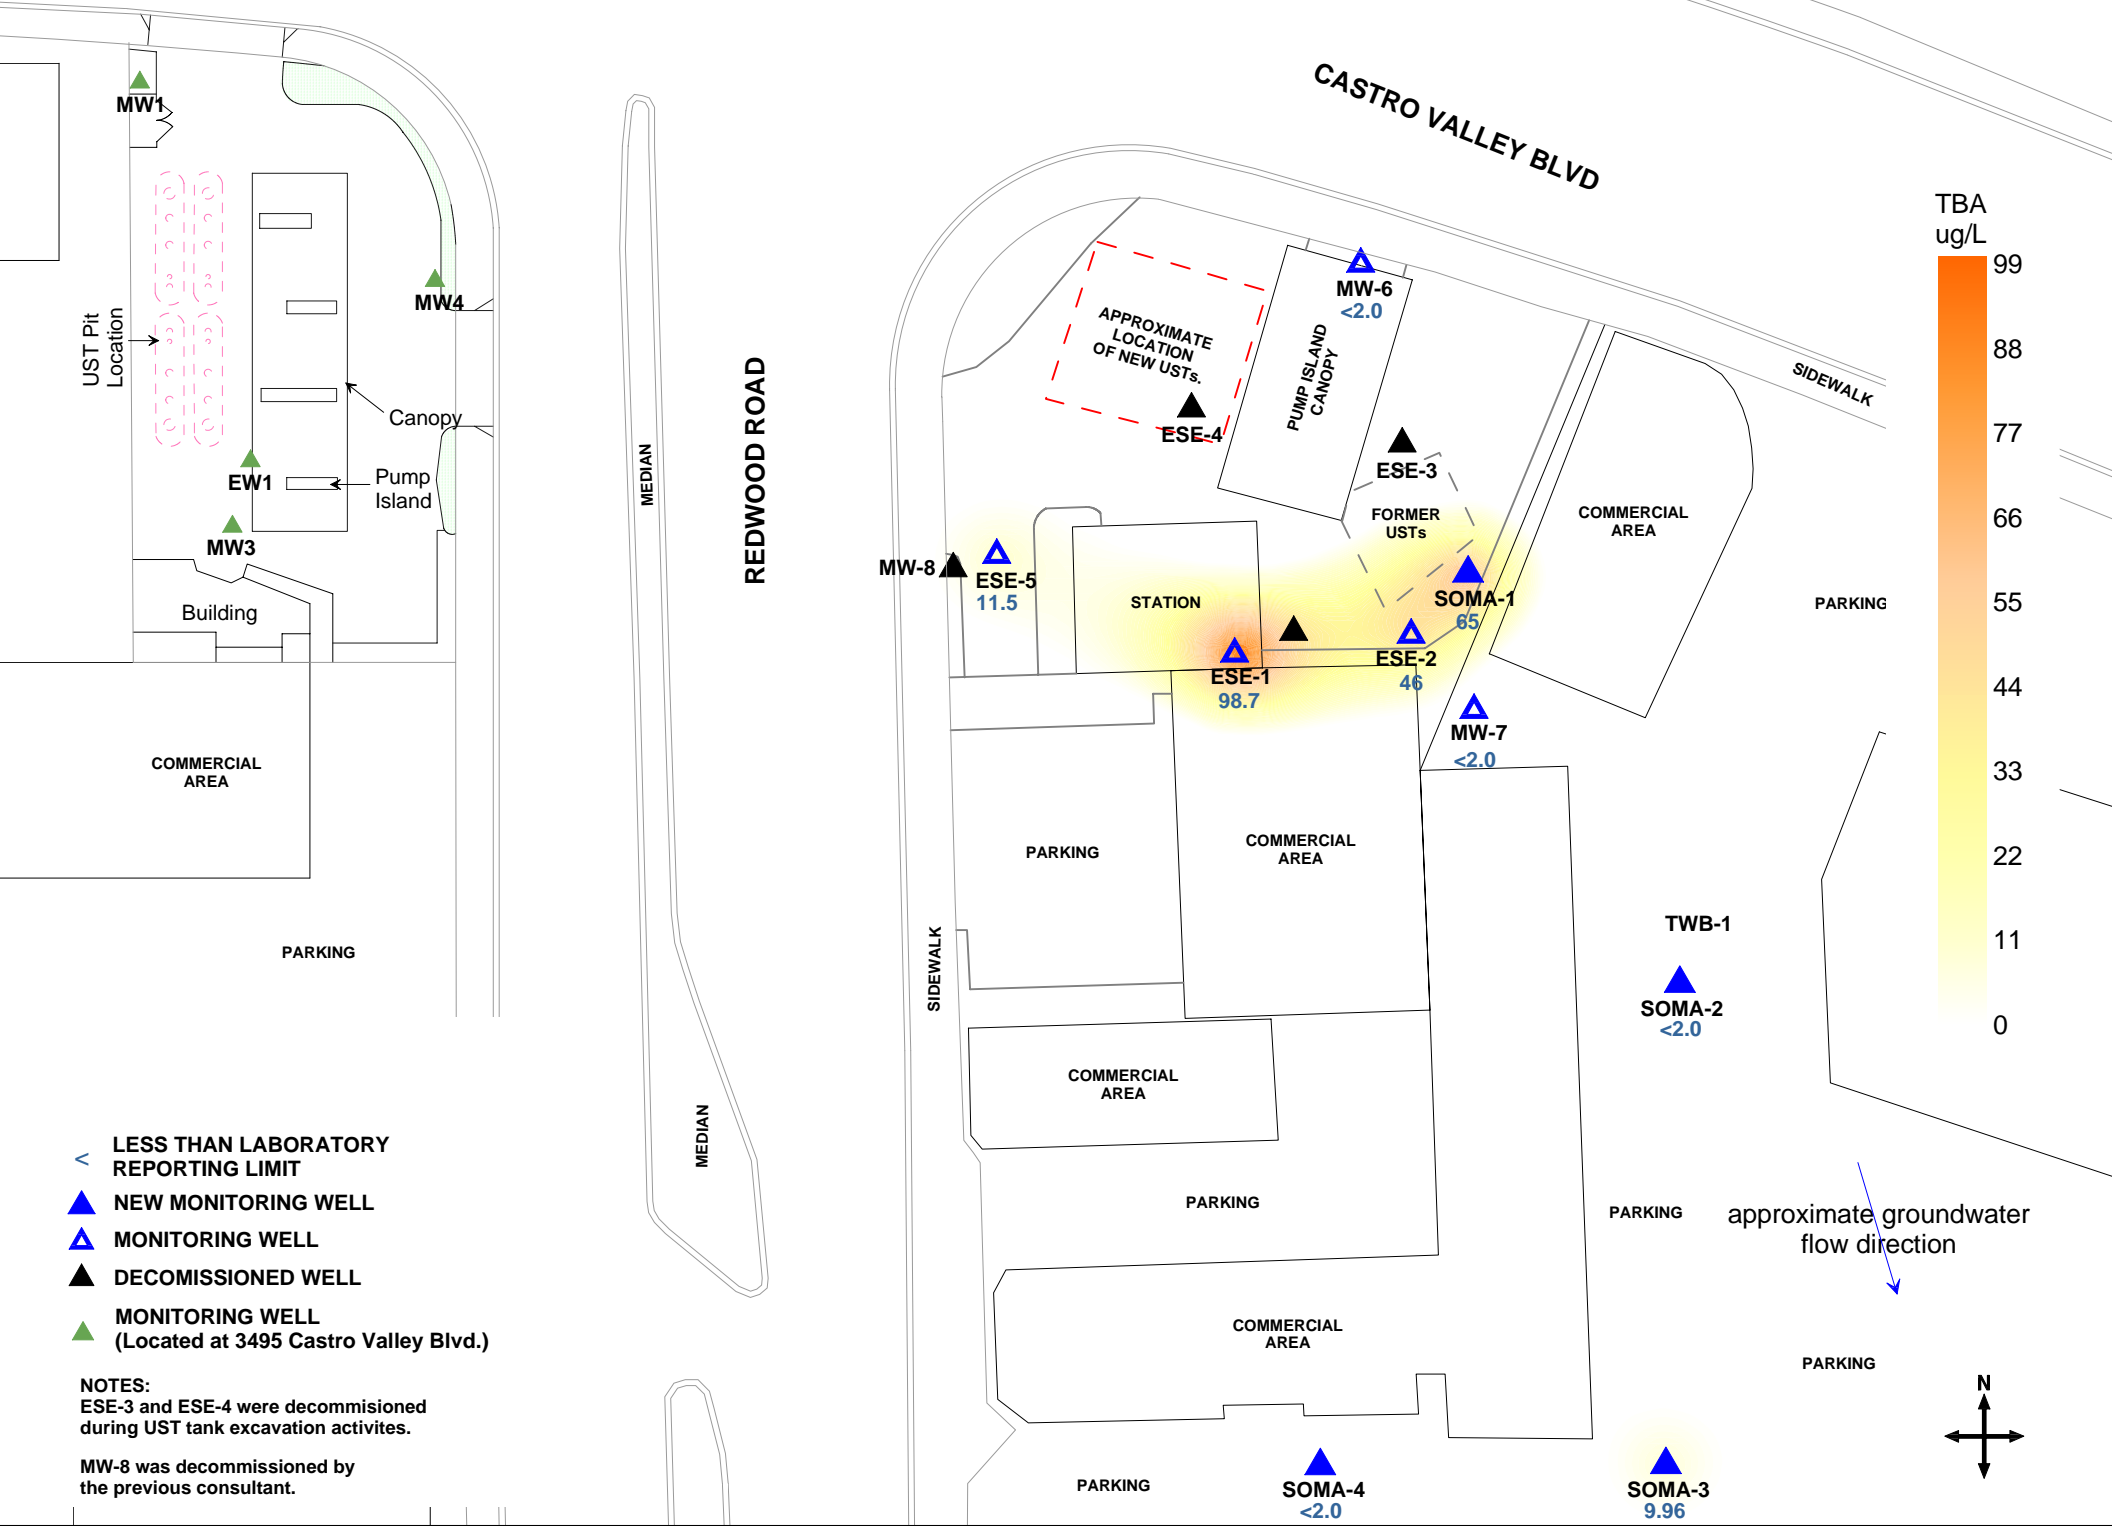 CASTRO VALLEY BLVD
MW1
UST Pit
Location
MW4
Canopy
EW1
Pump
Island
MW3
Building
COMMERCIAL
AREA
PARKING
MEDIAN
REDWOOD ROAD
MEDIAN
SIDEWALK
MW-6
<2.0
APPROXIMATE
LOCATION
OF NEW USTs.
PUMP ISLAND
CANOPY
ESE-4
ESE-3
FORMER
USTs
SIDEWALK
COMMERCIAL
AREA
PARKING
MW-8
ESE-5
11.5
STATION
SOMA-1
65
ESE-1
98.7
ESE-2
46
MW-7
<2.0
PARKING
COMMERCIAL
AREA
TWB-1
SOMA-2
<2.0
COMMERCIAL
AREA
PARKING
PARKING
approximate groundwater
flow direction
COMMERCIAL
AREA
PARKING
N
PARKING
SOMA-4
<2.0
SOMA-3
9.96
TBA
ug/L
99
88
77
66
55
44
33
22
11
0
< LESS THAN LABORATORY
REPORTING LIMIT
NEW MONITORING WELL
MONITORING WELL
DECOMISSIONED WELL
MONITORING WELL
(Located at 3495 Castro Valley Blvd.)
NOTES:
ESE-3 and ESE-4 were decommisioned
during UST tank excavation activites.
MW-8 was decommissioned by
the previous consultant.